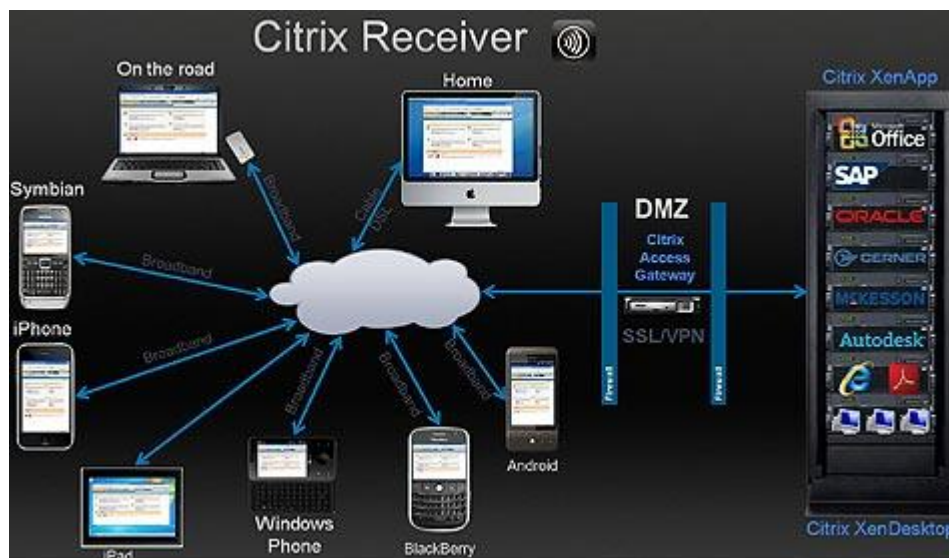 Citrix Receiver
On the road
Home
Citrix XenApp
Microsoft
Office
SAP
ORACLE
CERNER
MCKESSON
Autodesk
Citrix XenDesktop
Symbian
iPhone
iPad
Windows
Phone
BlackBerry
Android
Broadband
Cable
DSL
Broadband
Broadband
Broadband
Broadband
Broadband
DMZ
Citrix
Access
Gateway
SSL/VPN
Firewall
Firewall